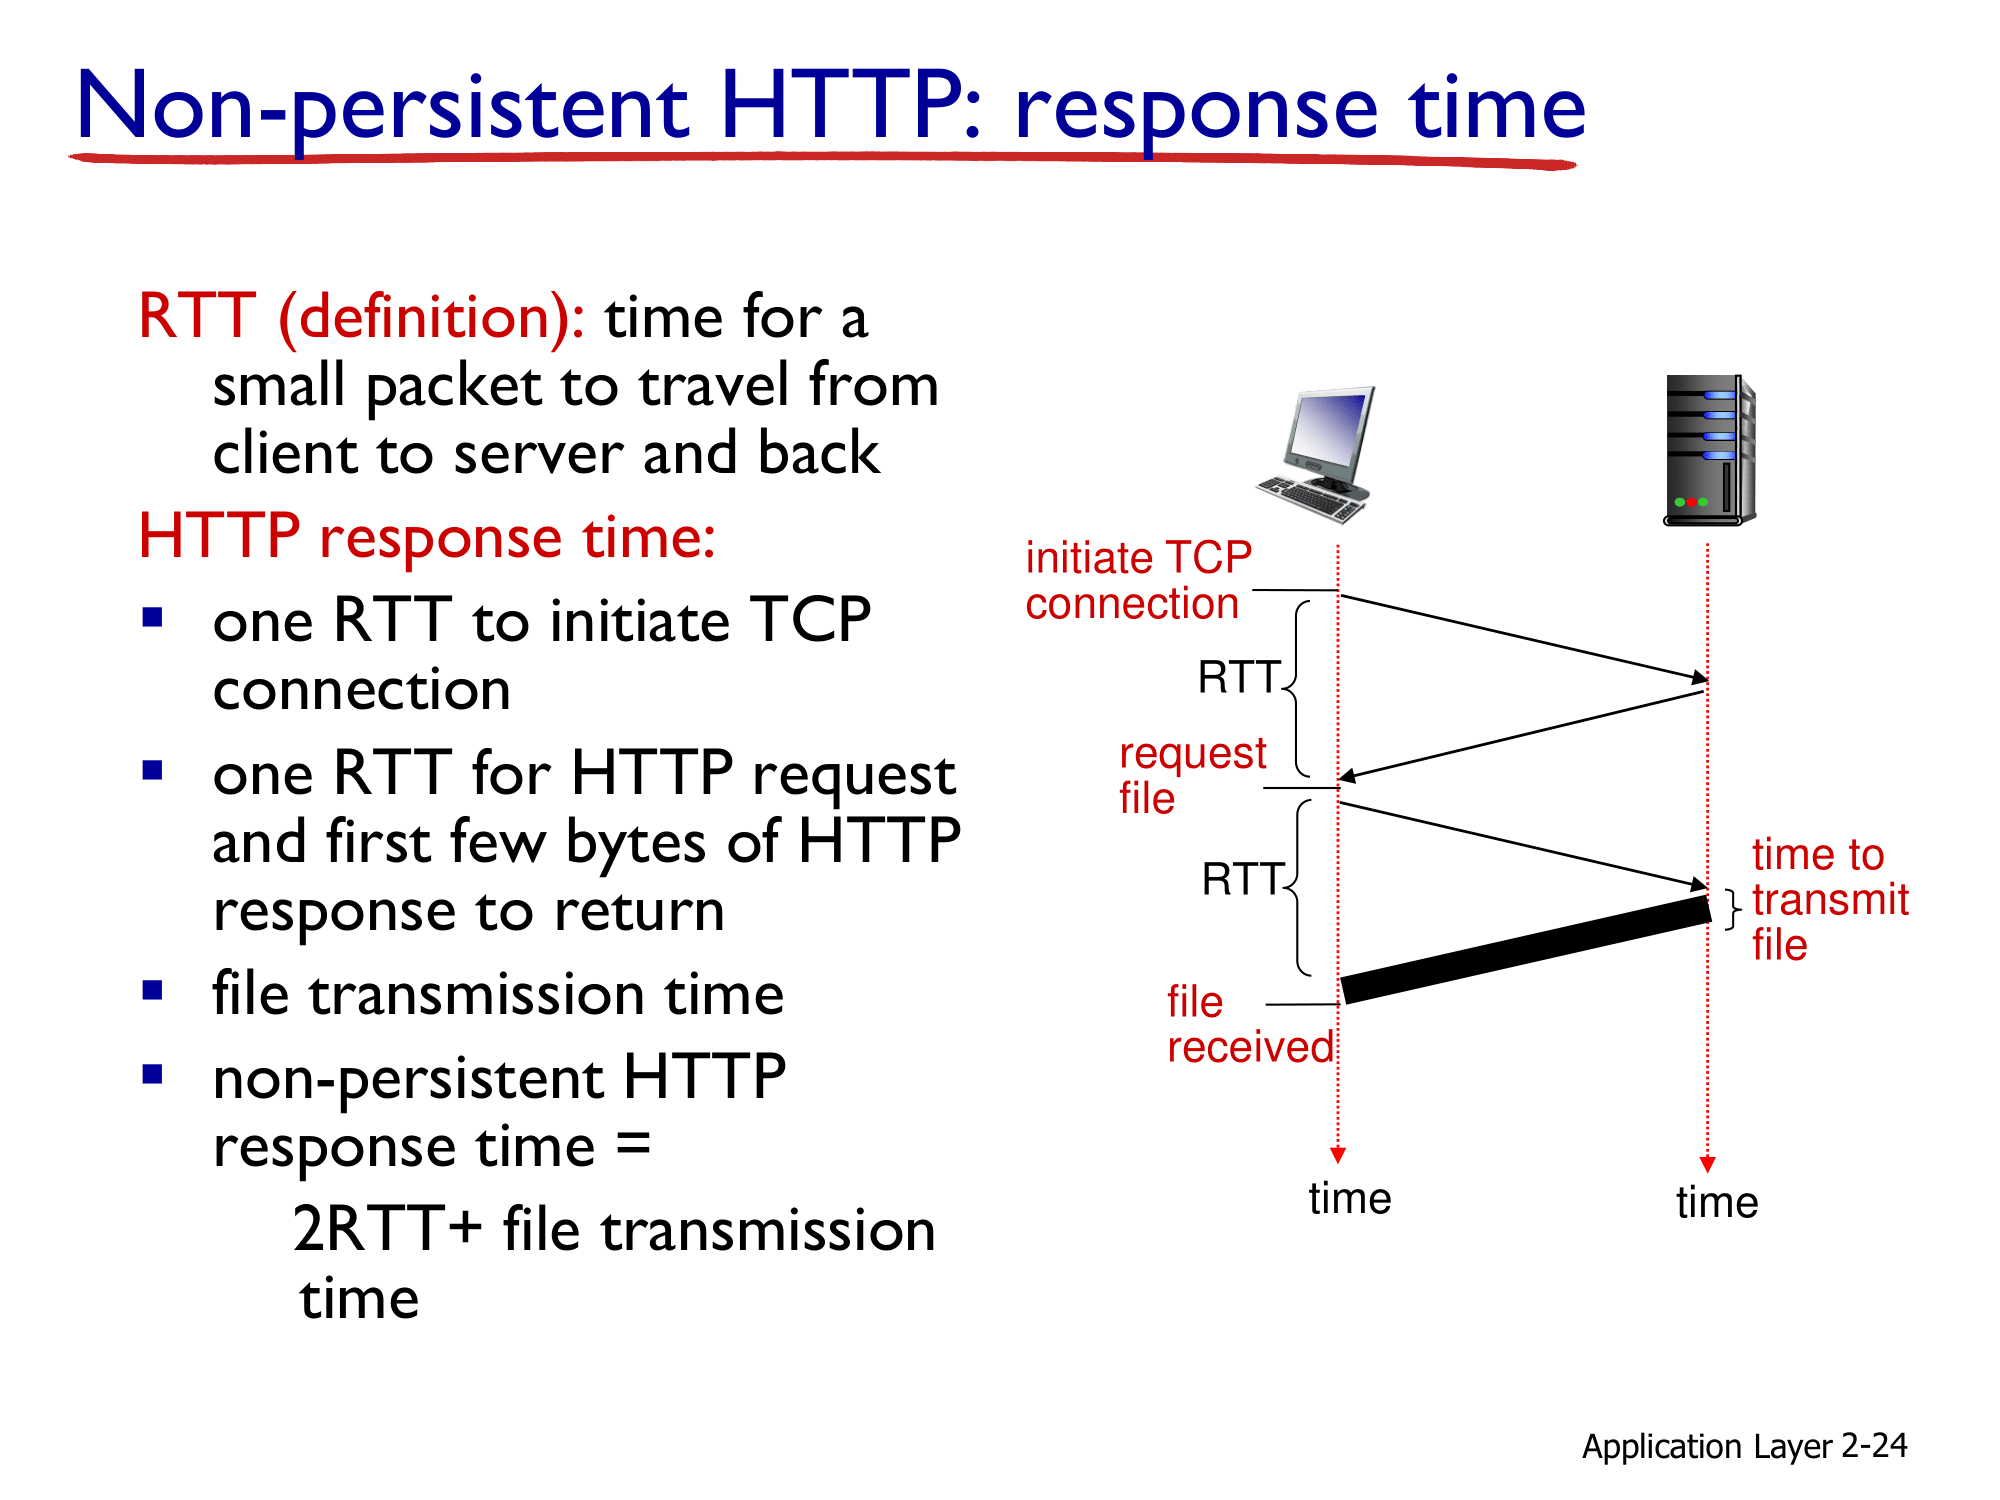 Non-persistent HTTP: response time
RTT (definition): time for a
small packet to travel from
client to server and back
HTTP response time:
▪ one RTT to initiate TCP
connection
▪ one RTT for HTTP request
and first few bytes of HTTP
response to return
▪ file transmission time
▪ non-persistent HTTP
response time =
2RTT+ file transmission
time
initiate TCP
connection
RTT
request
file
RTT
time to
transmit
file
file
received
time
time
Application Layer 2-24